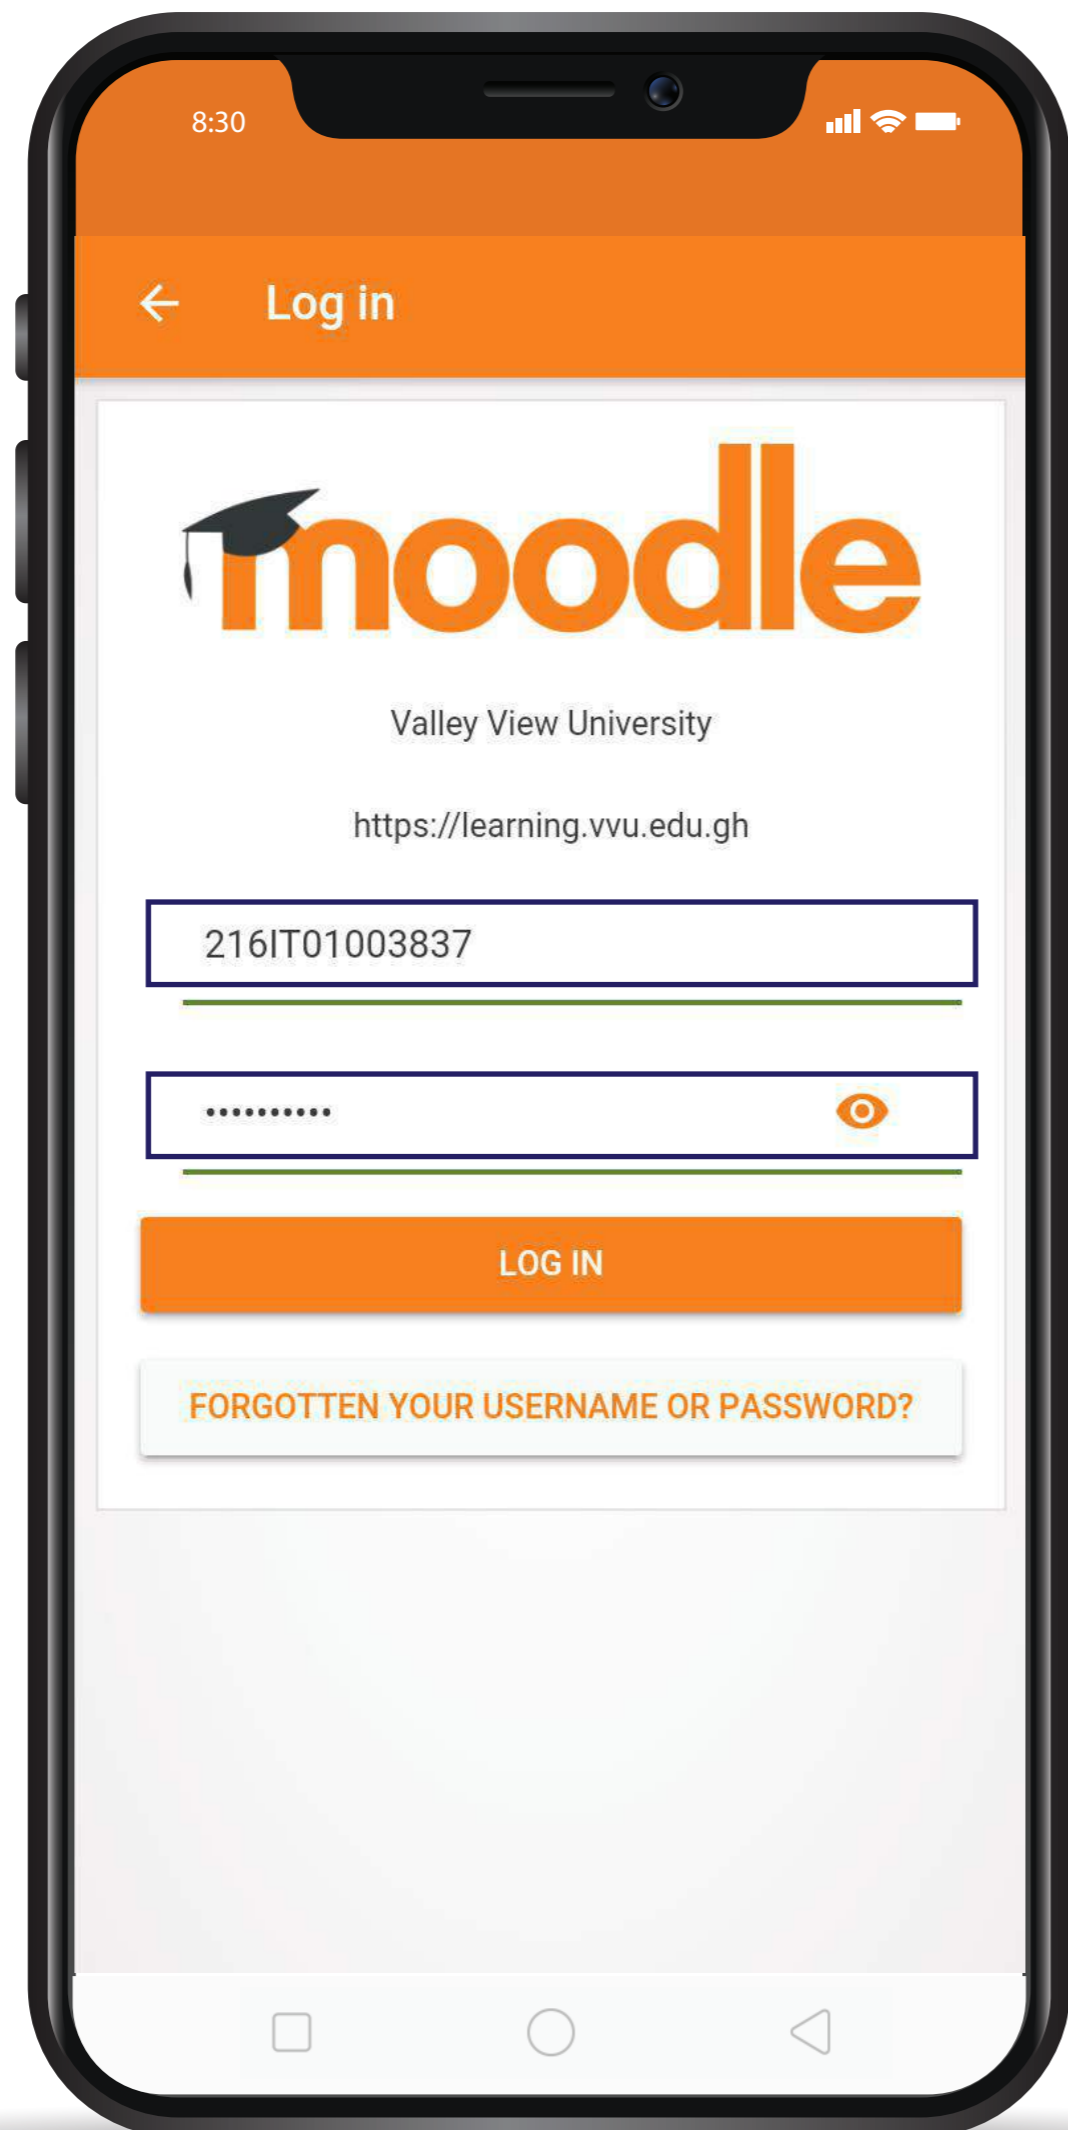 8:30
Log in
moodle
Valley View University
https://learning.vvu.edu.gh
216IT01003837
••••••••••
LOG IN
FORGOTTEN YOUR USERNAME OR PASSWORD?